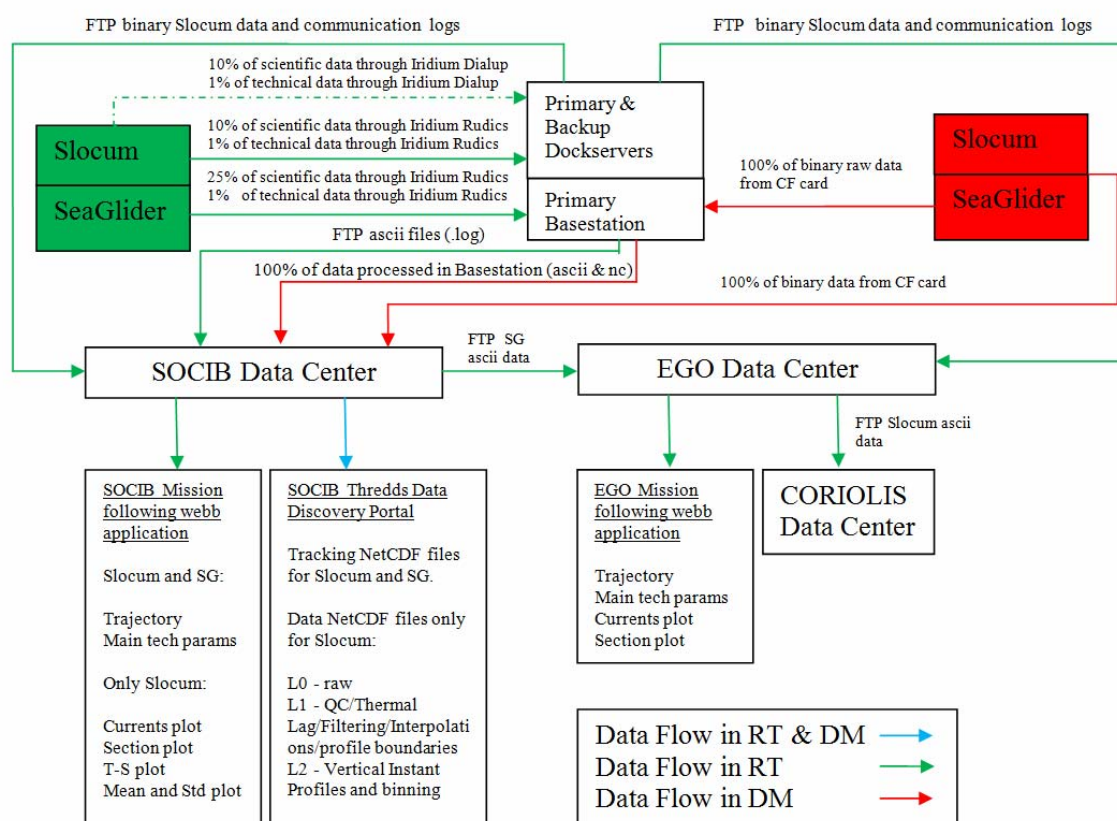 FTP binary Slocum data and communication logs
FTP binary Slocum data and communication logs
10% of scientific data through Iridium Dialup
1% of technical data through Iridium Dialup
Primary &
Backup
Dockservers
Slocum
SeaGlider
10% of scientific data through Iridium Rudics
1% of technical data through Iridium Rudics
25% of scientific data through Iridium Rudics
1% of technical data through Iridium Rudics
Primary
Basestation
100% of binary raw data
from CF card
Slocum
SeaGlider
FTP ascii files (.log)
100% of data processed in Basestation (ascii & nc)
100% of binary data from CF card
SOCIB Data Center
FTP SG
ascii data
EGO Data Center
FTP Slocum ascii
data
SOCIB Mission
following webb
application
Slocum and SG:
Trajectory
Main tech params
Only Slocum:
Currents plot
Section plot
T-S plot
Mean and Std plot
SOCIB Thredds Data
Discovery Portal
Tracking NetCDF files
for Slocum and SG.
Data NetCDF files only
for Slocum:
L0 - raw
L1 - QC/Thermal
Lag/Filtering/Interpolati
ons/profile boundaries
L2 - Vertical Instant
Profiles and binning
EGO Mission
following webb
application
Trajectory
Main tech params
Currents plot
Section plot
CORIOLIS
Data Center
Data Flow in RT & DM
Data Flow in RT
Data Flow in DM